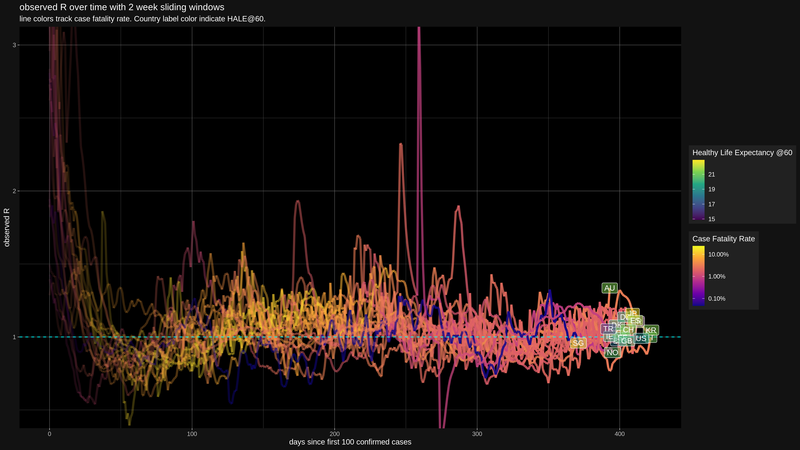 observed R over time with 2 week sliding windows
line colors track case fatality rate. Country label color indicate HALE@60.
observed R
3
2
1
0
100
200
300
400
days since first 100 confirmed cases
AU
TR
KR
CH
US
GB
SG
NO
Healthy Life Expectancy @60
21
19
17
15
Case Fatality Rate
10.00%
1.00%
0.10%